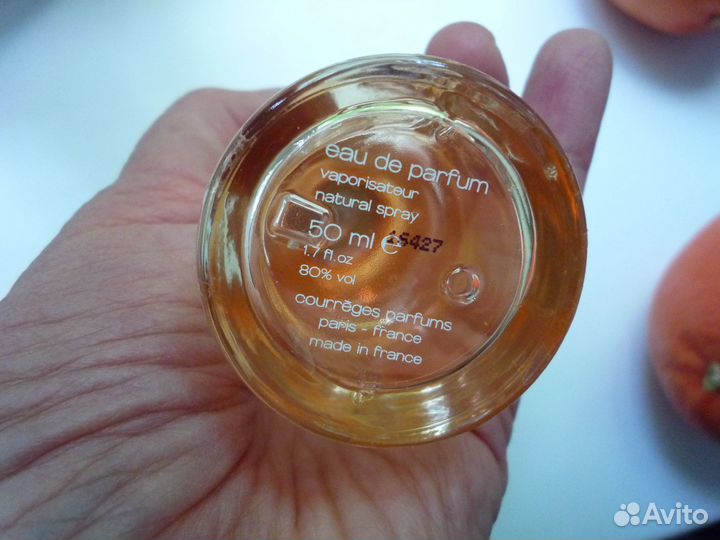 eau de parfum
vaporisateur
natural spray
50 ml e 15427
1.7 fl.oz
80% vol
courrèges parfums
paris - france
made in france
Avito